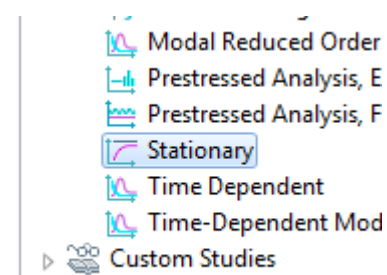 Modal Reduced Order
Prestressed Analysis, E
Prestressed Analysis, F
Stationary
Time Dependent
Time-Dependent Mod
Custom Studies